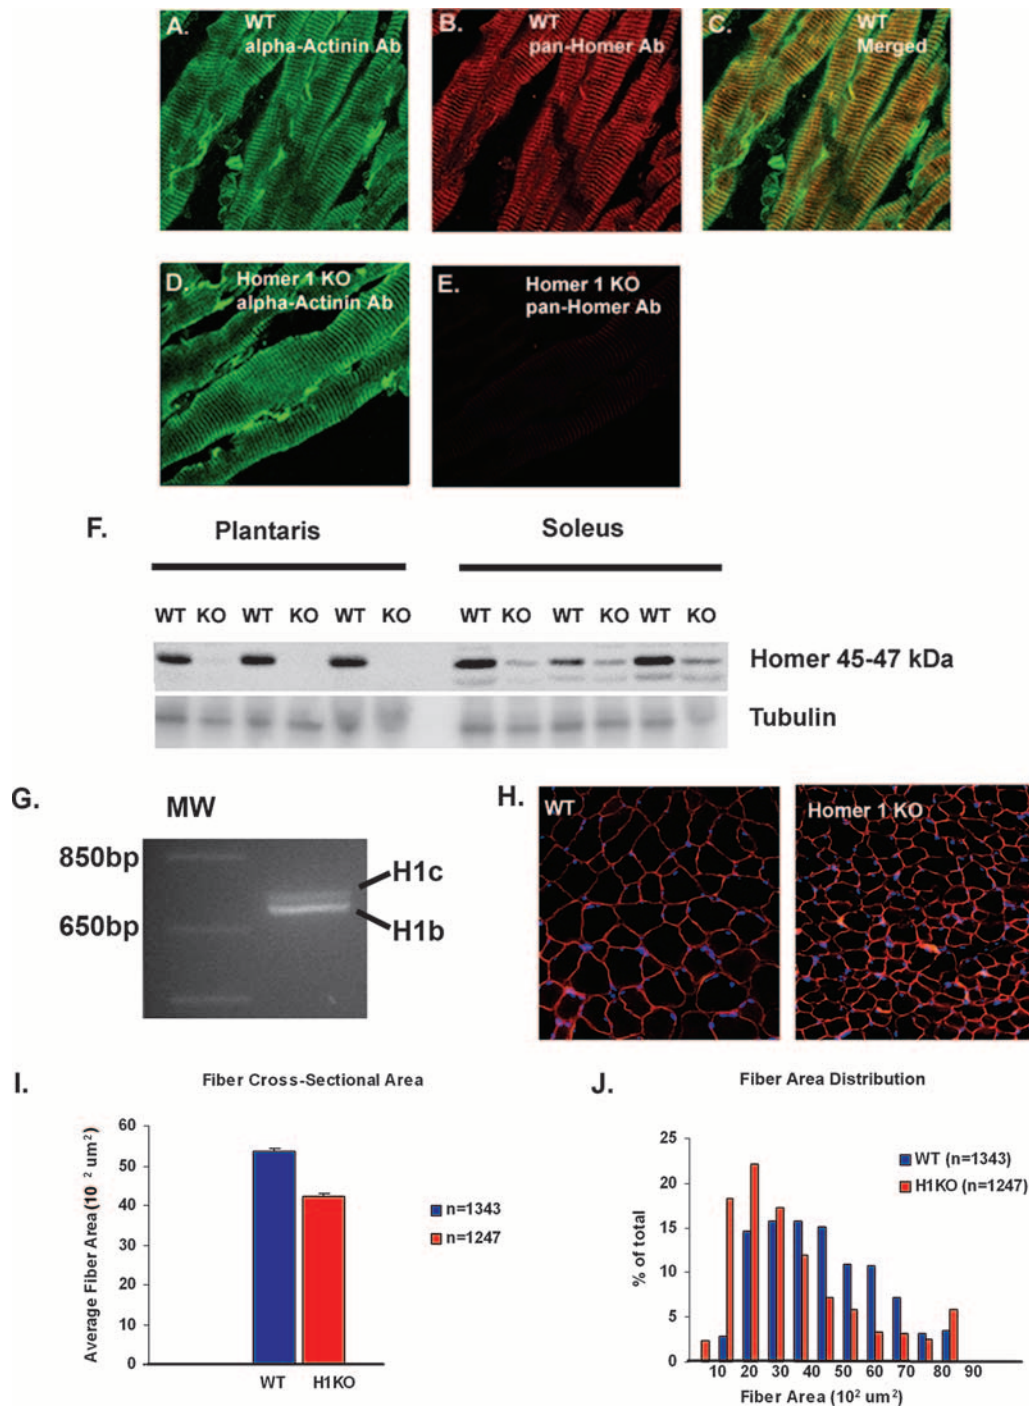 A.
WT
alpha-Actinin Ab
B.
WT
pan-Homer Ab
C.
WT
Merged
D.
Homer 1 KO
alpha-Actinin Ab
E.
Homer 1 KO
pan-Homer Ab
F.
Plantaris
Soleus
WT KO WT KO WT KO
WT KO WT KO WT KO
Homer 45-47 kDa
Tubulin
G.
MW
850bp
650bp
H1c
H1b
H.
WT
Homer 1 KO
I.
Fiber Cross-Sectional Area
Average Fiber Area (10 ² um²)
60
50
40
30
20
10
0
WT H1KO
n=1343
n=1247
J.
Fiber Area Distribution
% of total
25
20
15
10
5
0
WT (n=1343)
H1KO (n=1247)
10 20 30 40 50 60 70 80 90
Fiber Area (10² um²)